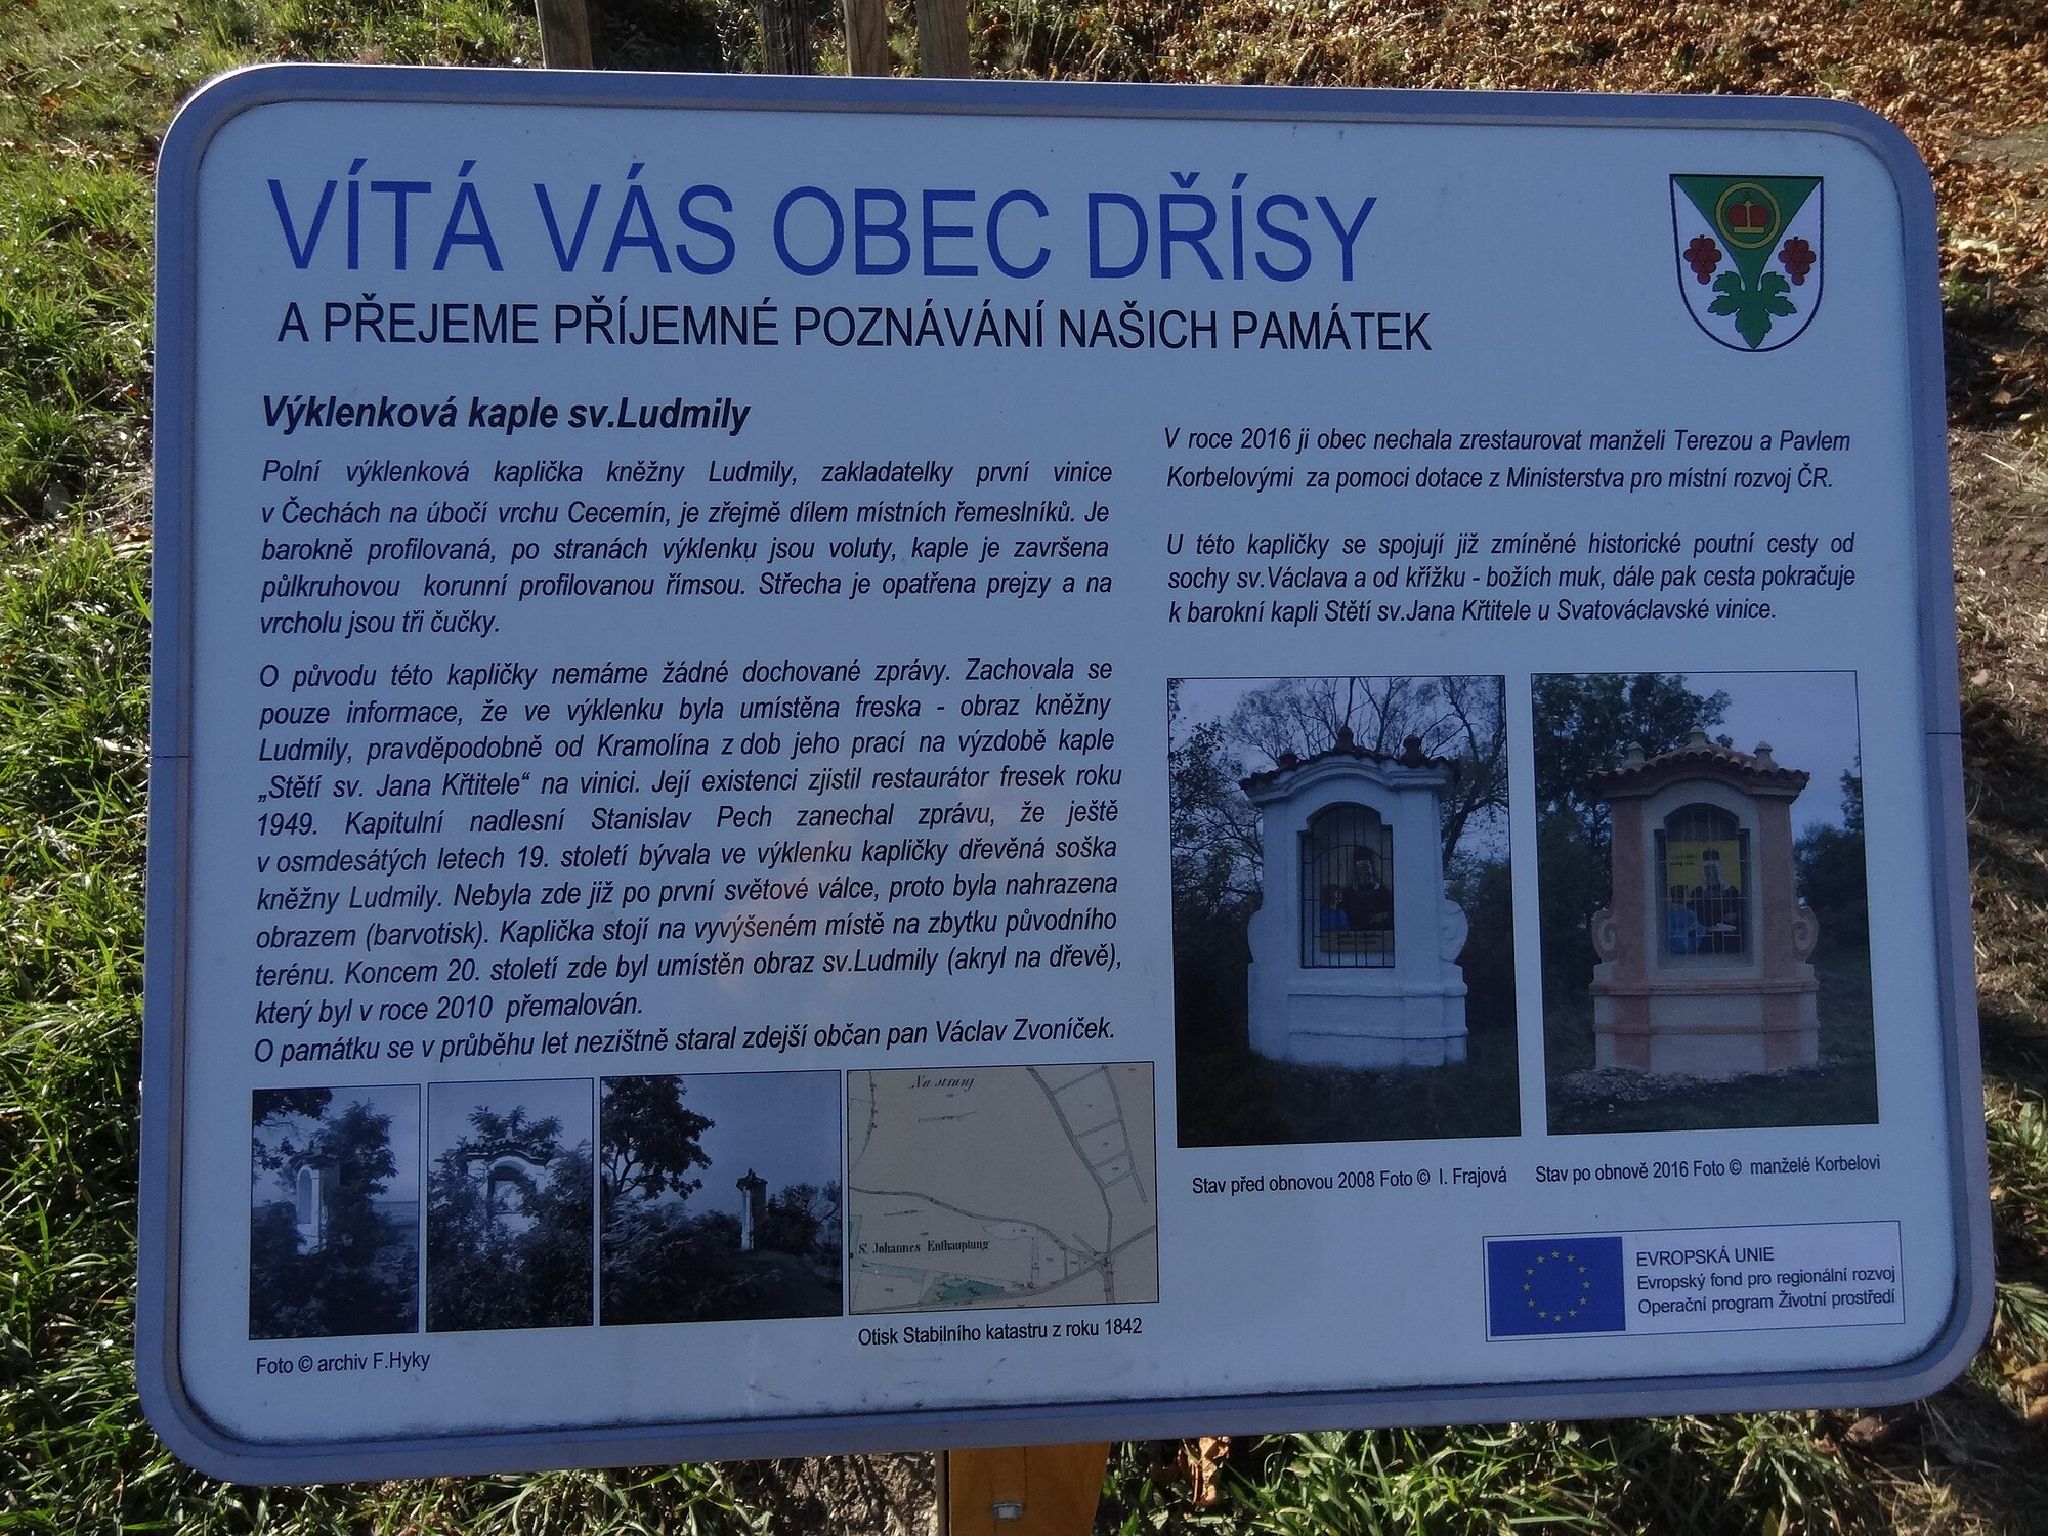 VÍTÁ VÁS OBEC DŘÍSY
A PŘEJEME PŘÍJEMNÉ POZNÁVÁNÍ NAŠICH PAMÁTEK
Výklenková kaple sv.Ludmily
Polní výklenková kaplička kněžny Ludmily, zakladatelky první vinice
v Čechách na úbočí vrchu Cecemín, je zřejmě dílem místních řemeslníků. Je
barokně profilovaná, po stranách výklenku jsou voluty, kaple je završena
půlkruhovou korunní profilovanou římsou. Střecha je opatřena prejzy a na
vrcholu jsou tři čučky.
O původu této kapličky nemáme žádné dochované zprávy. Zachovala se
pouze informace, že ve výklenku byla umístěna freska - obraz kněžny
Ludmily, pravděpodobně od Kramolína z dob jeho prací na výzdobě kaple
„Stětí sv. Jana Křtitele“ na vinici. Její existenci zjistil restaurátor fresek roku
1949. Kapitulní nadlesní Stanislav Pech zanechal zprávu, že ještě
v osmdesátých letech 19. století bývala ve výklenku kapličky dřevěná soška
kněžny Ludmily. Nebyla zde již po první světové válce, proto byla nahrazena
obrazem (barvotisk). Kaplička stojí na vyvýšeném místě na zbytku původního
terénu. Koncem 20. století zde byl umístěn obraz sv.Ludmily (akryl na dřevě),
který byl v roce 2010 přemalován.
O památku se v průběhu let nezištně staral zdejší občan pan Václav Zvoníček.
Na stranj
S. Johannes Enthauptung
Foto © archiv F.Hyky
Otisk Stabilního katastru z roku 1842
V roce 2016 ji obec nechala zrestaurovat manželi Terezou a Pavlem
Korbelovými za pomoci dotace z Ministerstva pro místní rozvoj ČR.
U této kapličky se spojují již zmíněné historické poutní cesty od
sochy sv.Václava a od křížku - božích muk, dále pak cesta pokračuje
k barokní kapli Stětí sv.Jana Křtitele u Svatováclavské vinice.
Stav před obnovou 2008 Foto © I. Frajová
Stav po obnově 2016 Foto © manželé Korbelovi
EVROPSKÁ UNIE
Evropský fond pro regionální rozvoj
Operační program Životní prostředí